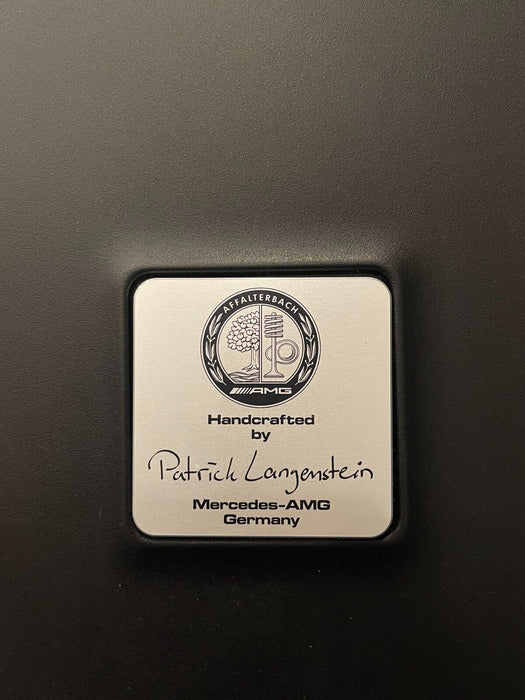 AFFALTERBACH
AMG
Handcrafted
by
Patrick Langenstein
Mercedes-AMG
Germany